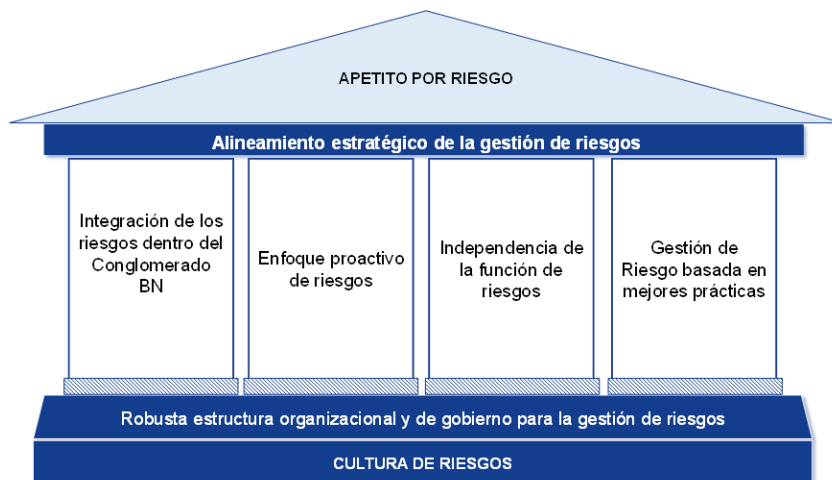 APETITO POR RIESGO
Alineamiento estratégico de la gestión de riesgos
Integración de los
riesgos dentro del
Conglomerado
BN
Enfoque proactivo
de riesgos
Independencia de
la función de
riesgos
Gestión de
Riesgo basada en
mejores prácticas
Robusta estructura organizacional y de gobierno para la gestión de riesgos
CULTURA DE RIESGOS